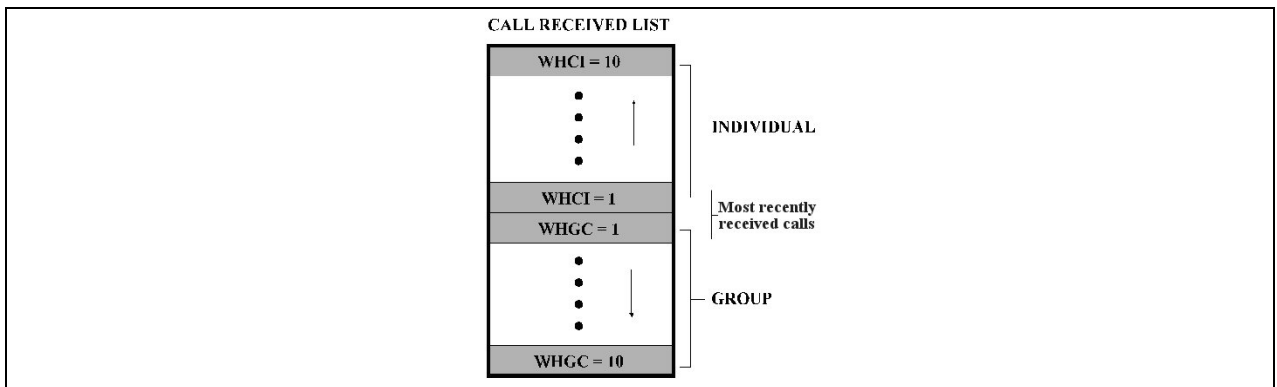 CALL RECEIVED LIST
WHCI = 10
INDIVIDUAL
WHCI = 1
Most recently
received calls
WHGC = 1
GROUP
WHGC = 10